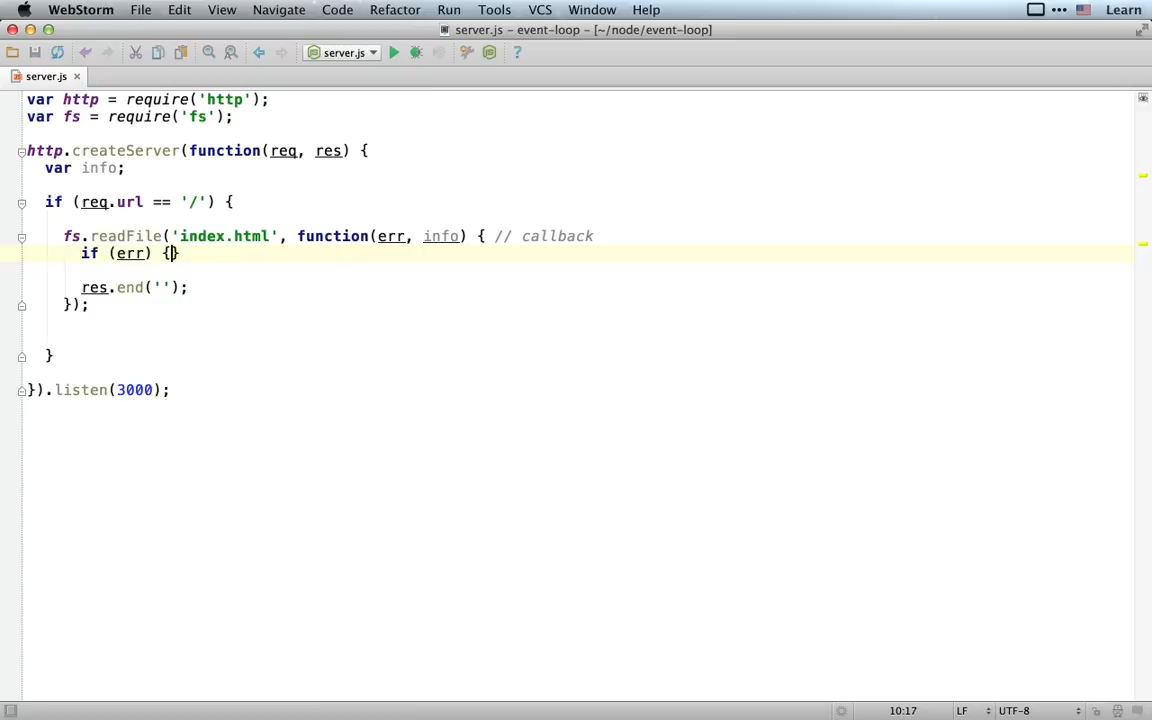 WebStorm File Edit View Navigate Code Refactor Run Tools VCS Window Help Learn
server.js - event-loop - [~/node/event-loop]
server.js
server.js
var http = require('http');
var fs = require('fs');
http.createServer(function(req, res) {
var info;
if (req.url == '/') {
fs.readFile('index.html', function(err, info) { // callback
if (err) {}
res.end('');
});
}
}).listen(3000);
10:17 LF UTF-8